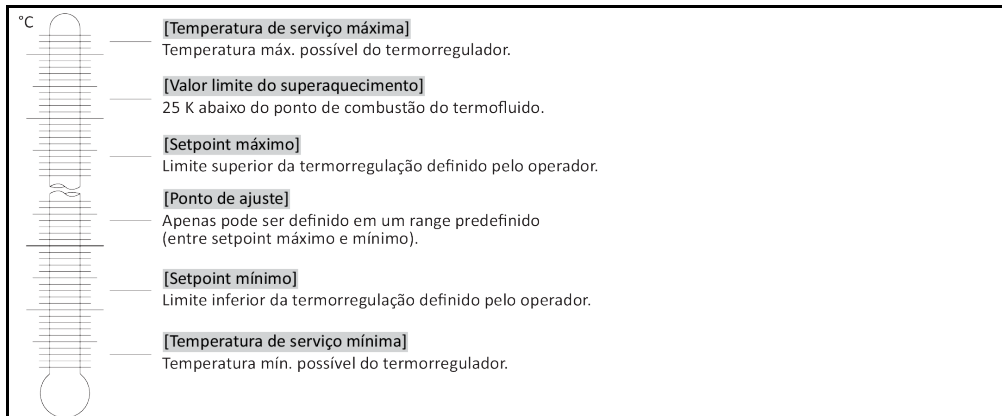 °C
[Temperatura de serviço máxima]
Temperatura máx. possível do termorregulador.
[Valor limite do superaquecimento]
25 K abaixo do ponto de combustão do termofluido.
[Setpoint máximo]
Limite superior da termorregulação definido pelo operador.
[Ponto de ajuste]
Apenas pode ser definido em um range predefinido
(entre setpoint máximo e mínimo).
[Setpoint mínimo]
Limite inferior da termorregulação definido pelo operador.
[Temperatura de serviço mínima]
Temperatura mín. possível do termorregulador.